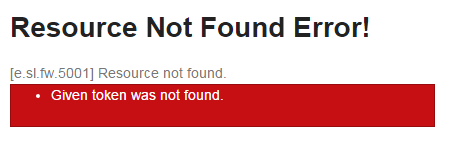 Resource Not Found Error!
[e.sl.fw.5001] Resource not found.
• Given token was not found.